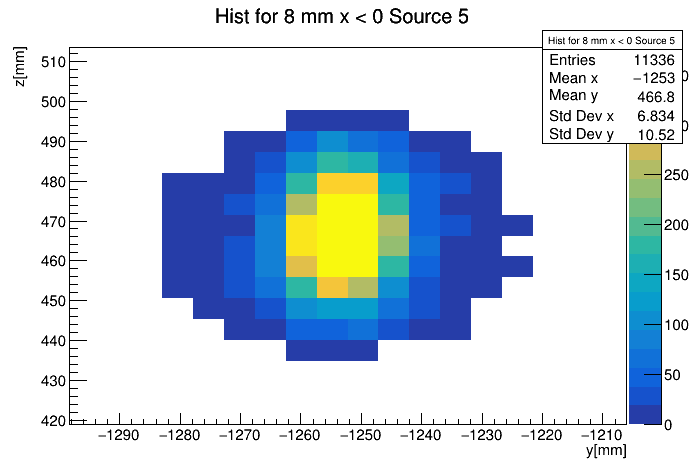 Hist for 8 mm x < 0 Source 5
z[mm]
510
500
490
480
470
460
450
440
430
420
−1290 −1280 −1270 −1260 −1250 −1240 −1230 −1220 −1210
y[mm]
Hist for 8 mm x < 0 Source 5
Entries 11336
Mean x −1253
Mean y 466.8
Std Dev x 6.834
Std Dev y 10.52
250
200
150
100
50
0